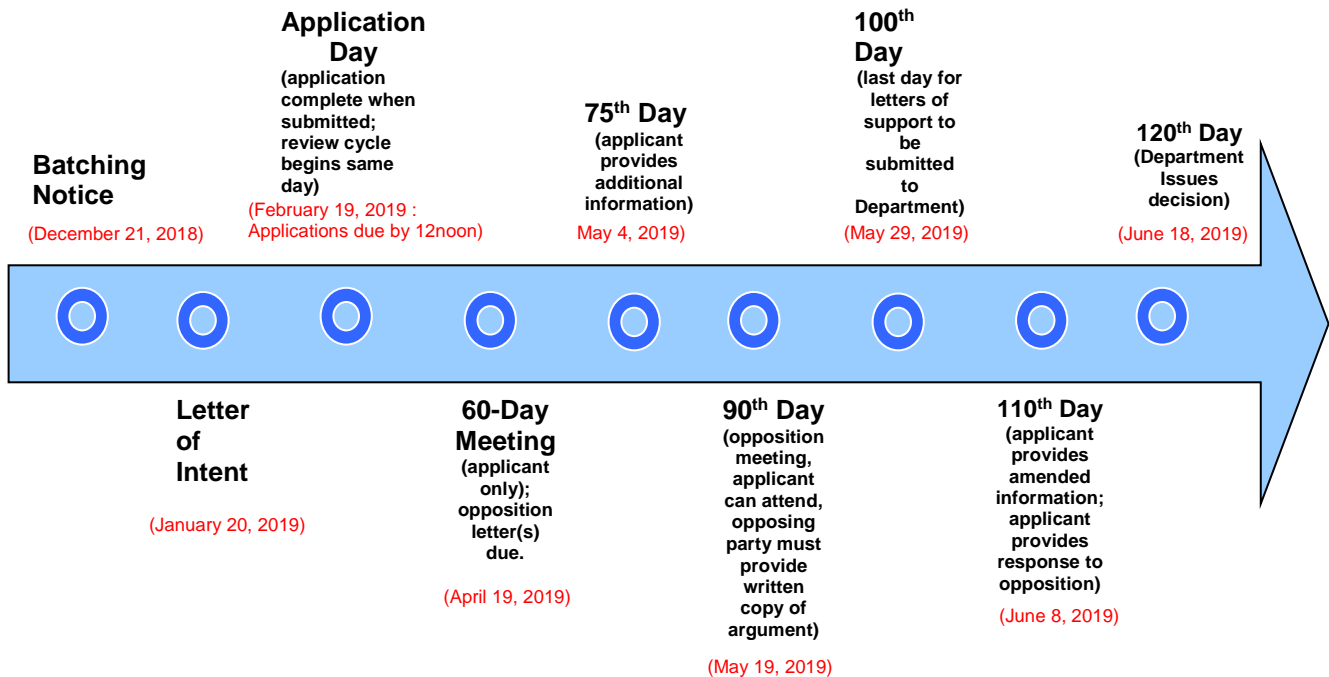 Batching
Notice
(December 21, 2018)
Letter
of
Intent
(January 20, 2019)
Application
Day
(application
complete when
submitted;
review cycle
begins same
day)
(February 19, 2019 :
Applications due by 12noon)
60-Day
Meeting
(applicant
only);
opposition
letter(s)
due.
(April 19, 2019)
75th Day
(applicant
provides
additional
information)
May 4, 2019)
90th Day
(opposition
meeting,
applicant
can attend,
opposing
party must
provide
written
copy of
argument)
(May 19, 2019)
100th
Day
(last day for
letters of
support to
be
submitted
to
Department)
(May 29, 2019)
110th Day
(applicant
provides
amended
information;
applicant
provides
response to
opposition)
(June 8, 2019)
120th Day
(Department
Issues
decision)
(June 18, 2019)